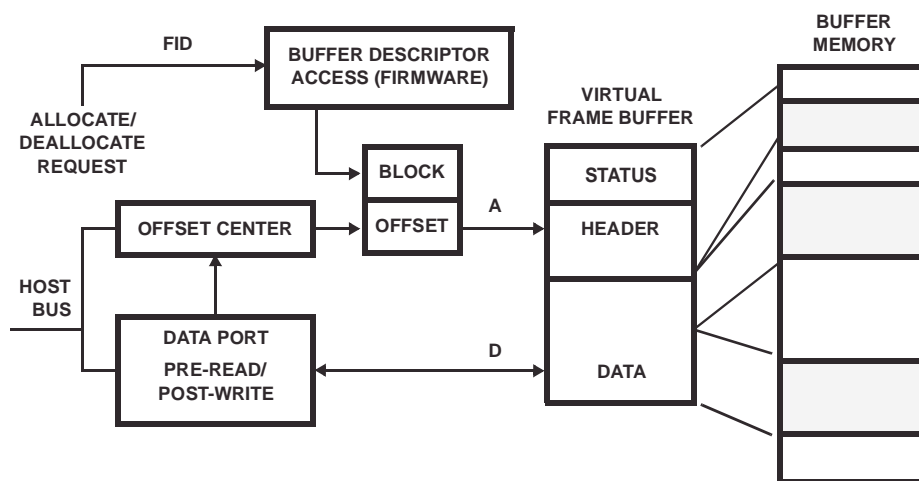 BUFFER
MEMORY
FID
BUFFER DESCRIPTOR
ACCESS (FIRMWARE)
VIRTUAL
FRAME BUFFER
ALLOCATE/
DEALLOCATE
REQUEST
BLOCK
STATUS
OFFSET CENTER
OFFSET
A
HEADER
HOST
BUS
DATA PORT
PRE-READ/
POST-WRITE
D
DATA